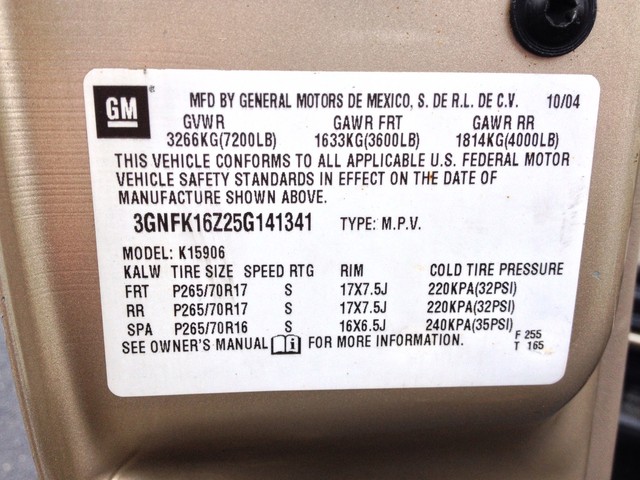 GM
MFD BY GENERAL MOTORS DE MEXICO, S. DE R.L. DE C.V. 10/04
GVWR GAWR FRT GAWR RR
3266KG(7200LB) 1633KG(3600LB) 1814KG(4000LB)
THIS VEHICLE CONFORMS TO ALL APPLICABLE U.S. FEDERAL MOTOR
VEHICLE SAFETY STANDARDS IN EFFECT ON THE DATE OF
MANUFACTURE SHOWN ABOVE.
3GNFK16Z25G141341 TYPE: M.P.V.
MODEL: K15906
KALW TIRE SIZE SPEED RTG RIM COLD TIRE PRESSURE
FRT P265/70R17 S 17X7.5J 220KPA(32PSI)
RR P265/70R17 S 17X7.5J 220KPA(32PSI)
SPA P265/70R16 S 16X6.5J 240KPA(35PSI)
SEE OWNER'S MANUAL i FOR MORE INFORMATION.
F 255
T 165